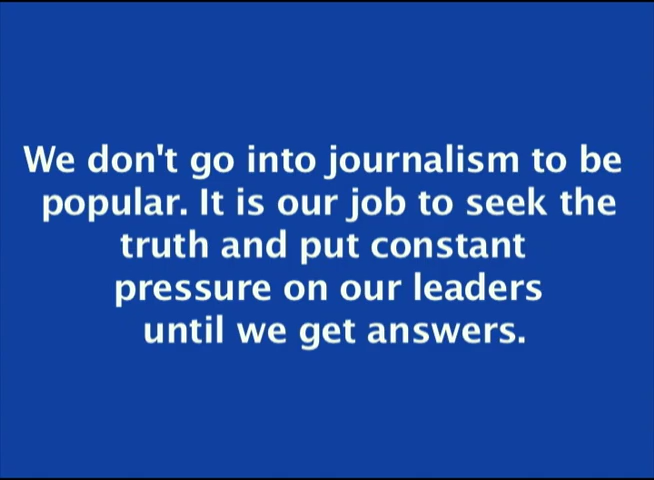 We don't go into journalism to be
popular. It is our job to seek the
truth and put constant
pressure on our leaders
until we get answers.